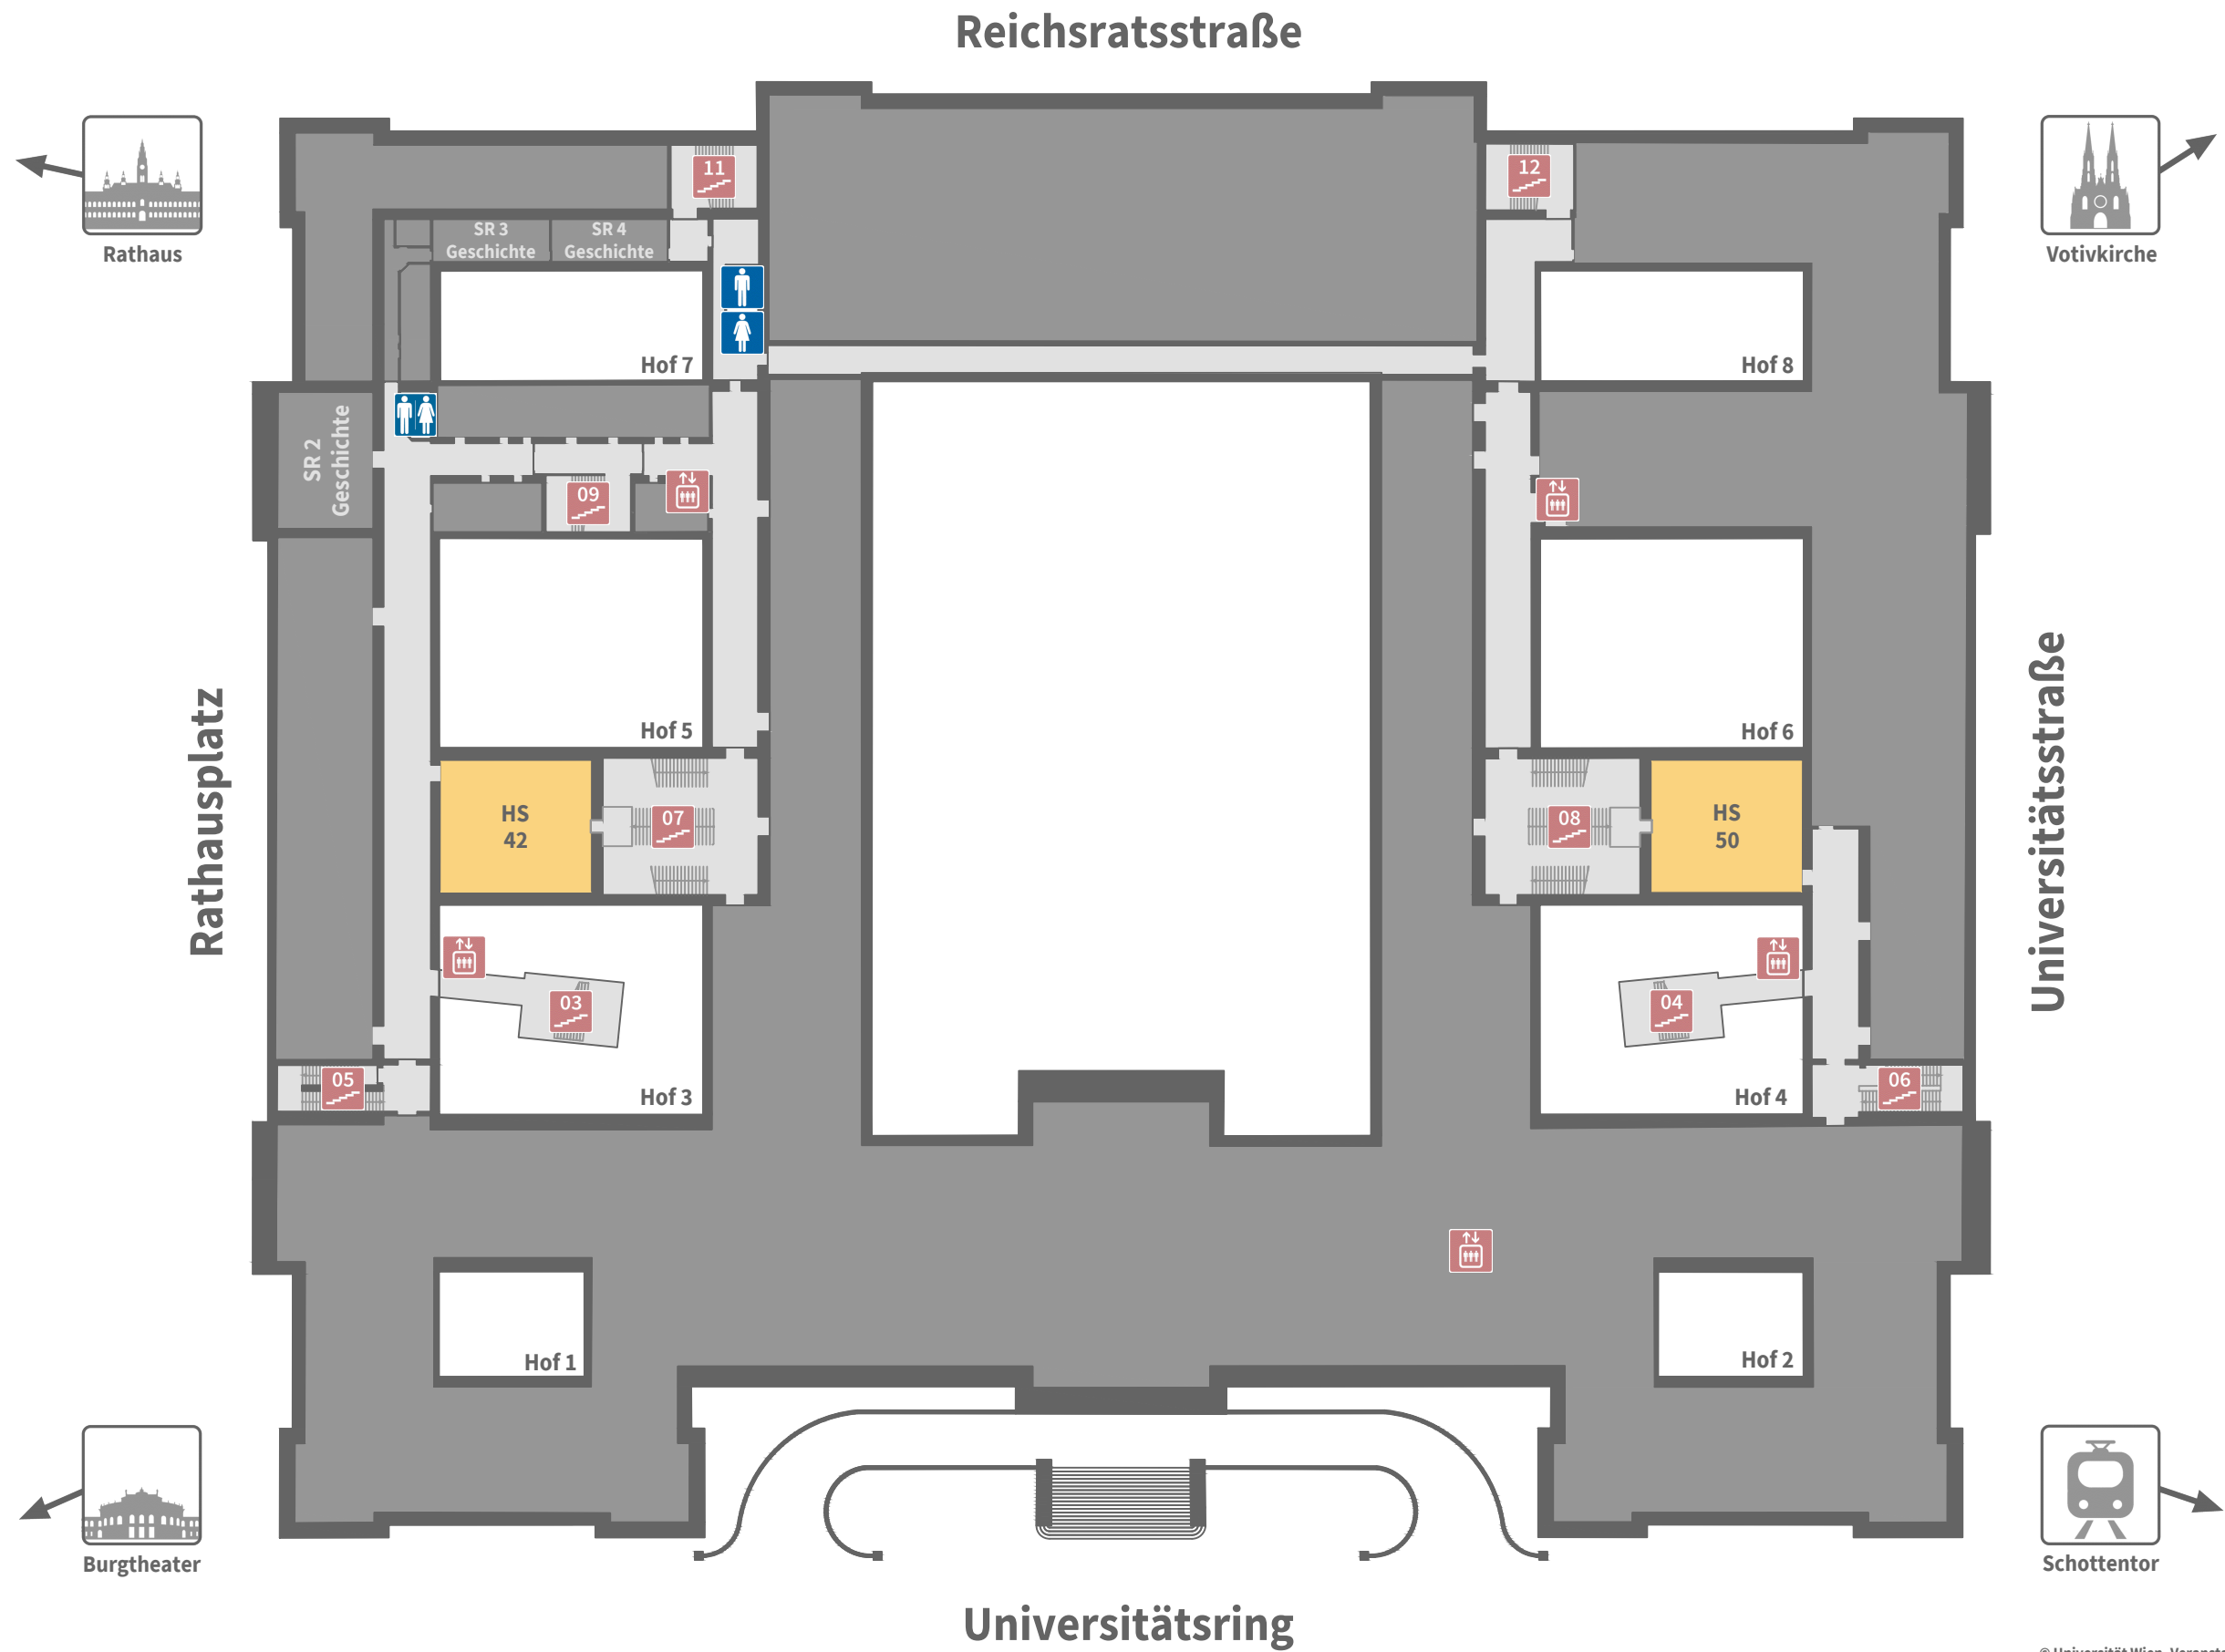 Reichsratsstraße
Rathaus
Votivkirche
11
12
SR 3
Geschichte
SR 4
Geschichte
Hof 7
Hof 8
SR 2
Geschichte
09
Hof 5
Hof 6
Rathausplatz
Universitätsstraße
HS
42
07
08
HS
50
03
04
05
06
Hof 3
Hof 4
Hof 1
Hof 2
Burgtheater
Schottentor
Universitätsring